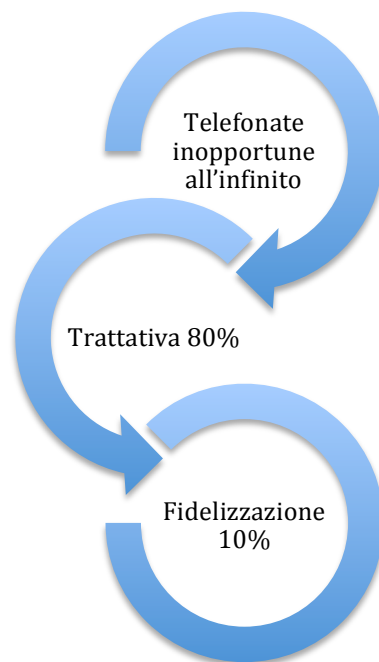 Telefonate
inopportune
all’infinito
Trattativa 80%
Fidelizzazione
10%